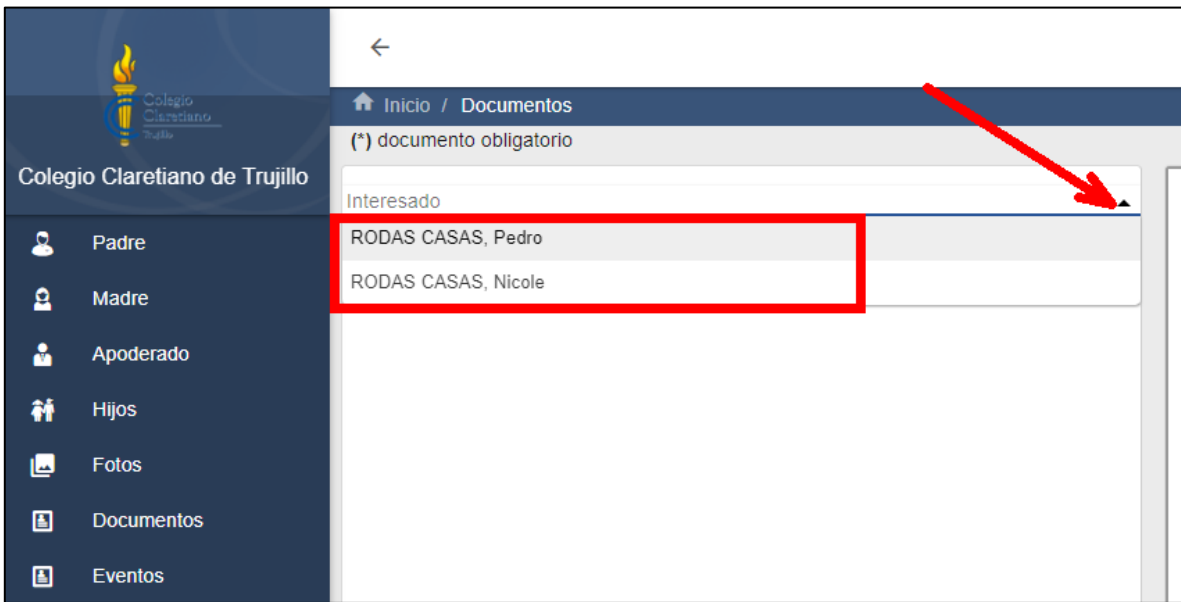 Colegio
Claretiano
Trujillo
Colegio Claretiano de Trujillo
Padre
Madre
Apoderado
Hijos
Fotos
Documentos
Eventos
Inicio / Documentos
(*) documento obligatorio
Interesado
RODAS CASAS, Pedro
RODAS CASAS, Nicole